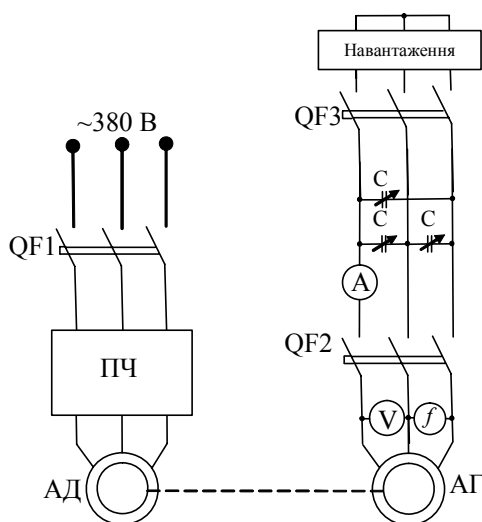 Навантаження
QF3
~380 В
C
C
C
QF1
A
ПЧ
QF2
V
f
АД
АГ